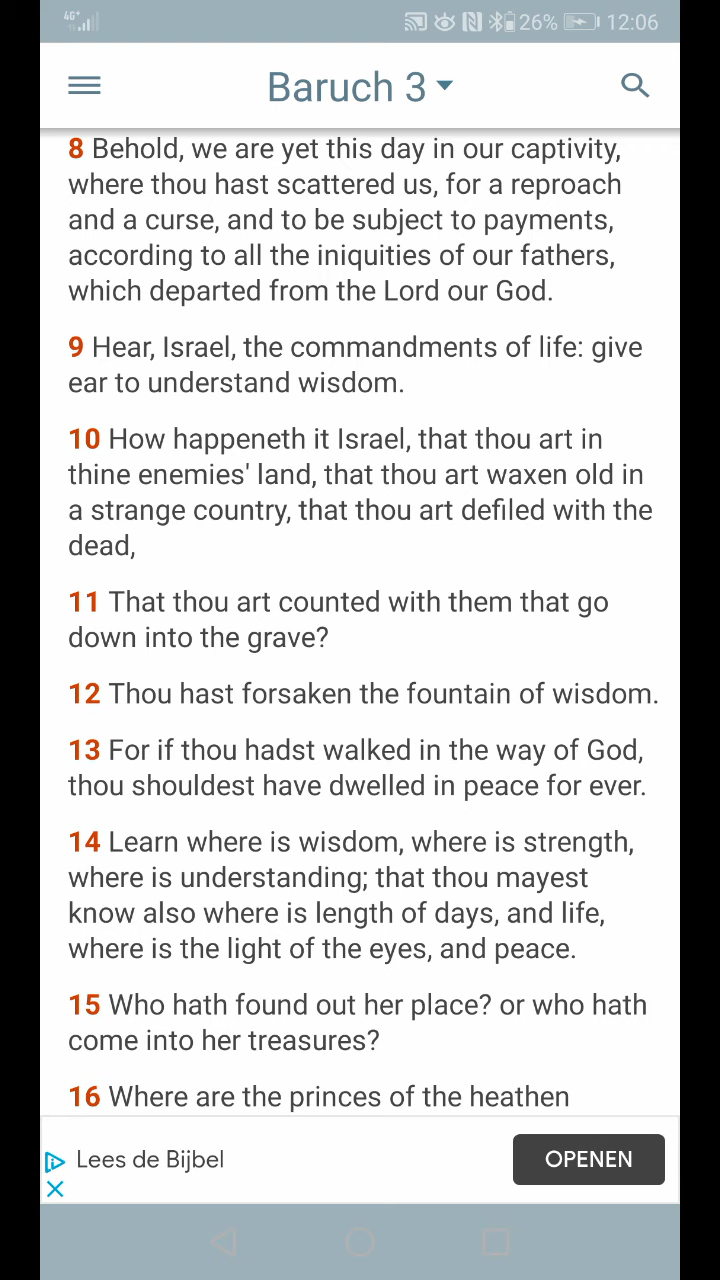 4G+
26% 12:06
Baruch 3
8 Behold, we are yet this day in our captivity,
where thou hast scattered us, for a reproach
and a curse, and to be subject to payments,
according to all the iniquities of our fathers,
which departed from the Lord our God.
9 Hear, Israel, the commandments of life: give
ear to understand wisdom.
10 How happeneth it Israel, that thou art in
thine enemies' land, that thou art waxen old in
a strange country, that thou art defiled with the
dead,
11 That thou art counted with them that go
down into the grave?
12 Thou hast forsaken the fountain of wisdom.
13 For if thou hadst walked in the way of God,
thou shouldest have dwelled in peace for ever.
14 Learn where is wisdom, where is strength,
where is understanding; that thou mayest
know also where is length of days, and life,
where is the light of the eyes, and peace.
15 Who hath found out her place? or who hath
come into her treasures?
16 Where are the princes of the heathen
Lees de Bijbel
OPENEN